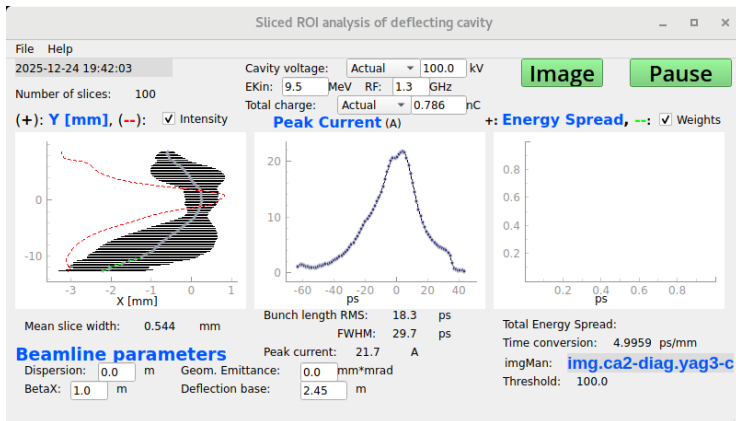 Sliced ROI analysis of deflecting cavity
File Help
2025-12-24 19:42:03
Cavity voltage: Actual 100.0 kV
Image
Pause
EKin: 9.5 MeV RF: 1.3 GHz
Number of slices: 100
Total charge: Actual 0.786 nC
(+): Y [mm], (--): Intensity
Peak Current (A)
+: Energy Spread, --: Weights
0
-10
-3 -2 -1 0 1
X [mm]
20
10
0
-60 -40 -20 0 20 40
ps
0.8
0.6
0.4
0.2
0.2 0.4 0.6 0.8
ps
Mean slice width: 0.544 mm
Bunch length RMS: 18.3 ps
FWHM: 29.7 ps
Peak current: 21.7 A
Total Energy Spread:
Time conversion: 4.9959 ps/mm
imgMan: img.ca2-diag.yag3-c
Threshold: 100.0
Beamline parameters
Dispersion: 0.0 m Geom. Emittance: 0.0 mm*mrad
BetaX: 1.0 m Deflection base: 2.45 m